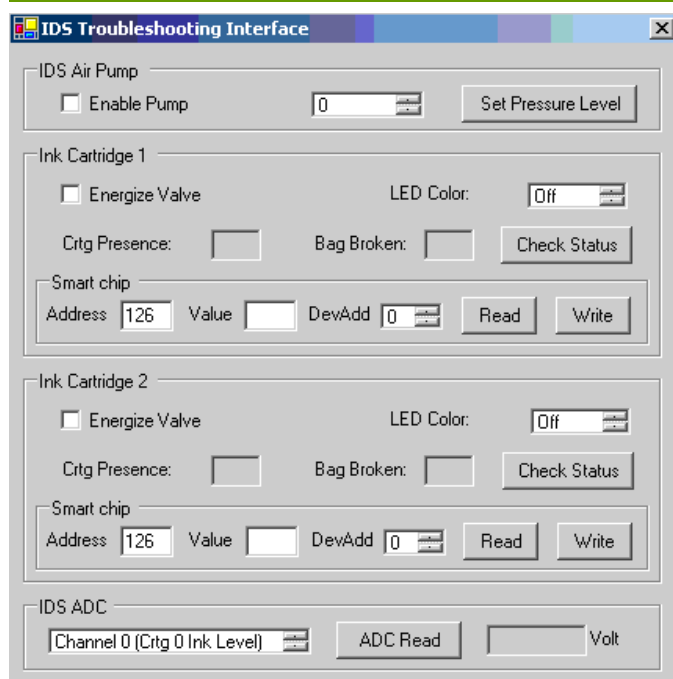 IDS Troubleshooting Interface
IDS Air Pump
Enable Pump 0 Set Pressure Level
Ink Cartridge 1
Energize Valve LED Color: Off
Crtg Presence: Bag Broken: Check Status
Smart chip
Address 126 Value DevAdd 0 Read Write
Ink Cartridge 2
Energize Valve LED Color: Off
Crtg Presence: Bag Broken: Check Status
Smart chip
Address 126 Value DevAdd 0 Read Write
IDS ADC
Channel 0 (Crtg 0 Ink Level) ADC Read Volt